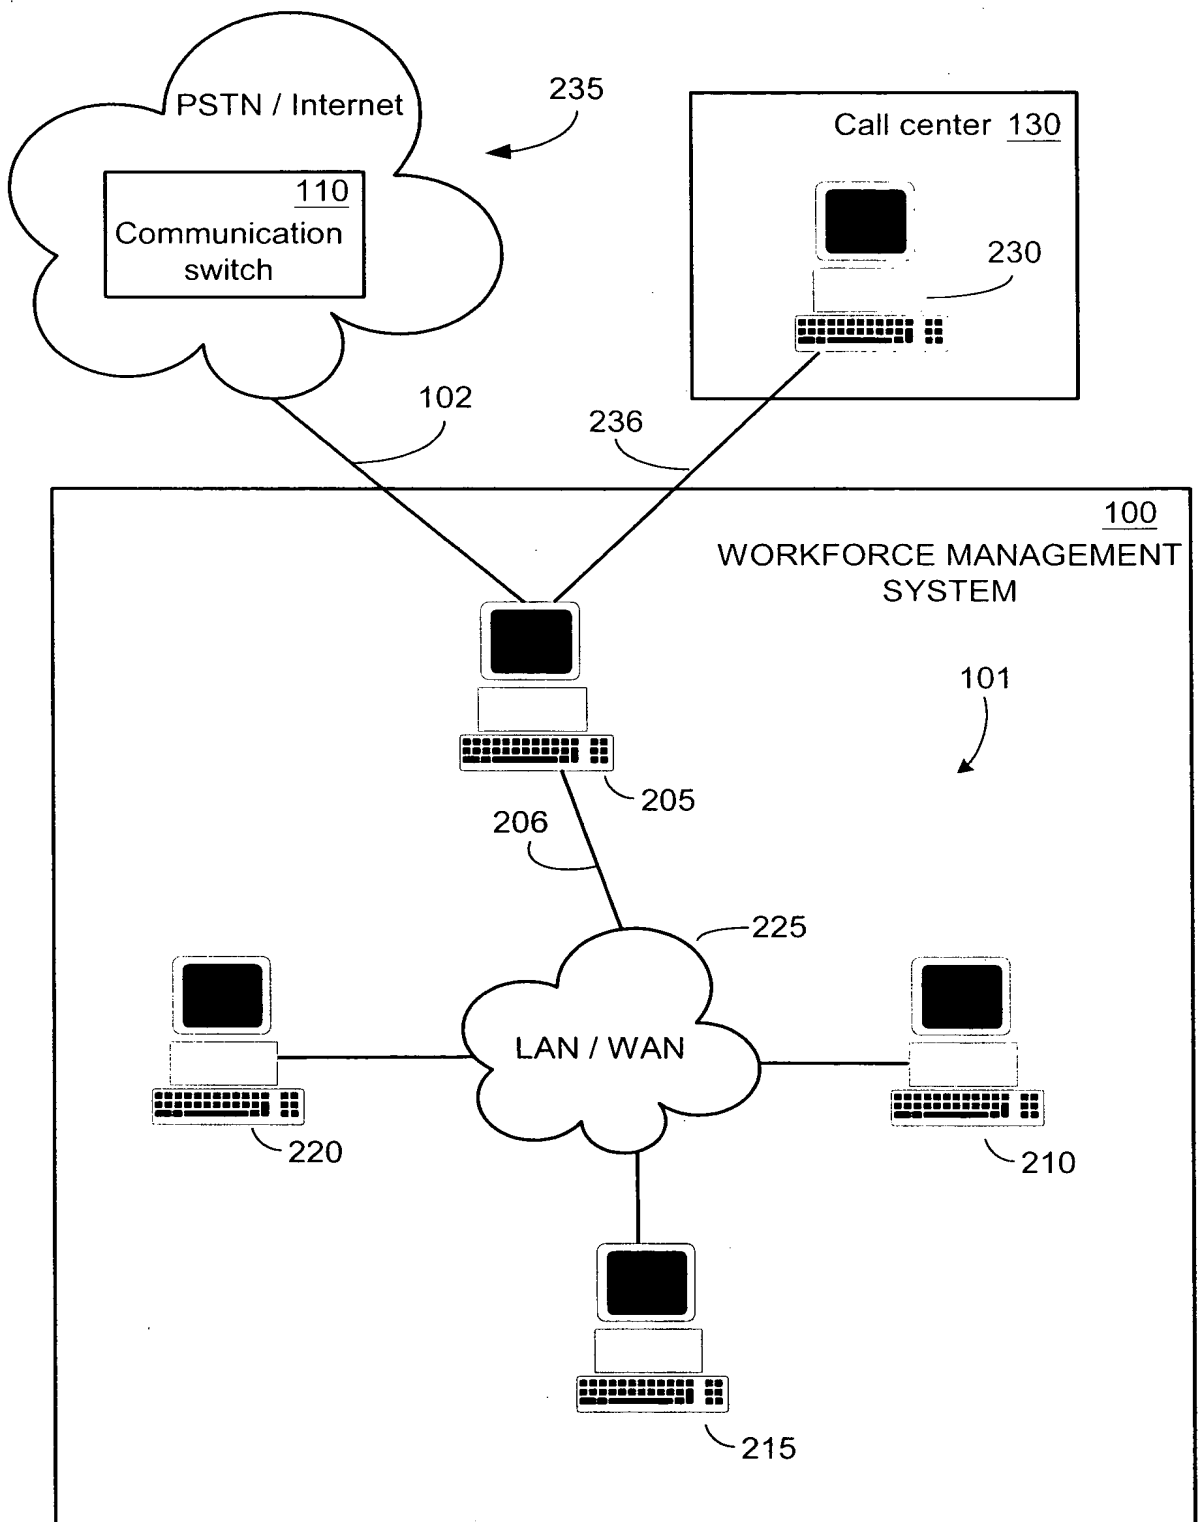 PSTN / Internet
235
110
Communication
switch
Call center 130
230
102
236
100
WORKFORCE MANAGEMENT
SYSTEM
101
205
206
225
LAN / WAN
220
210
215